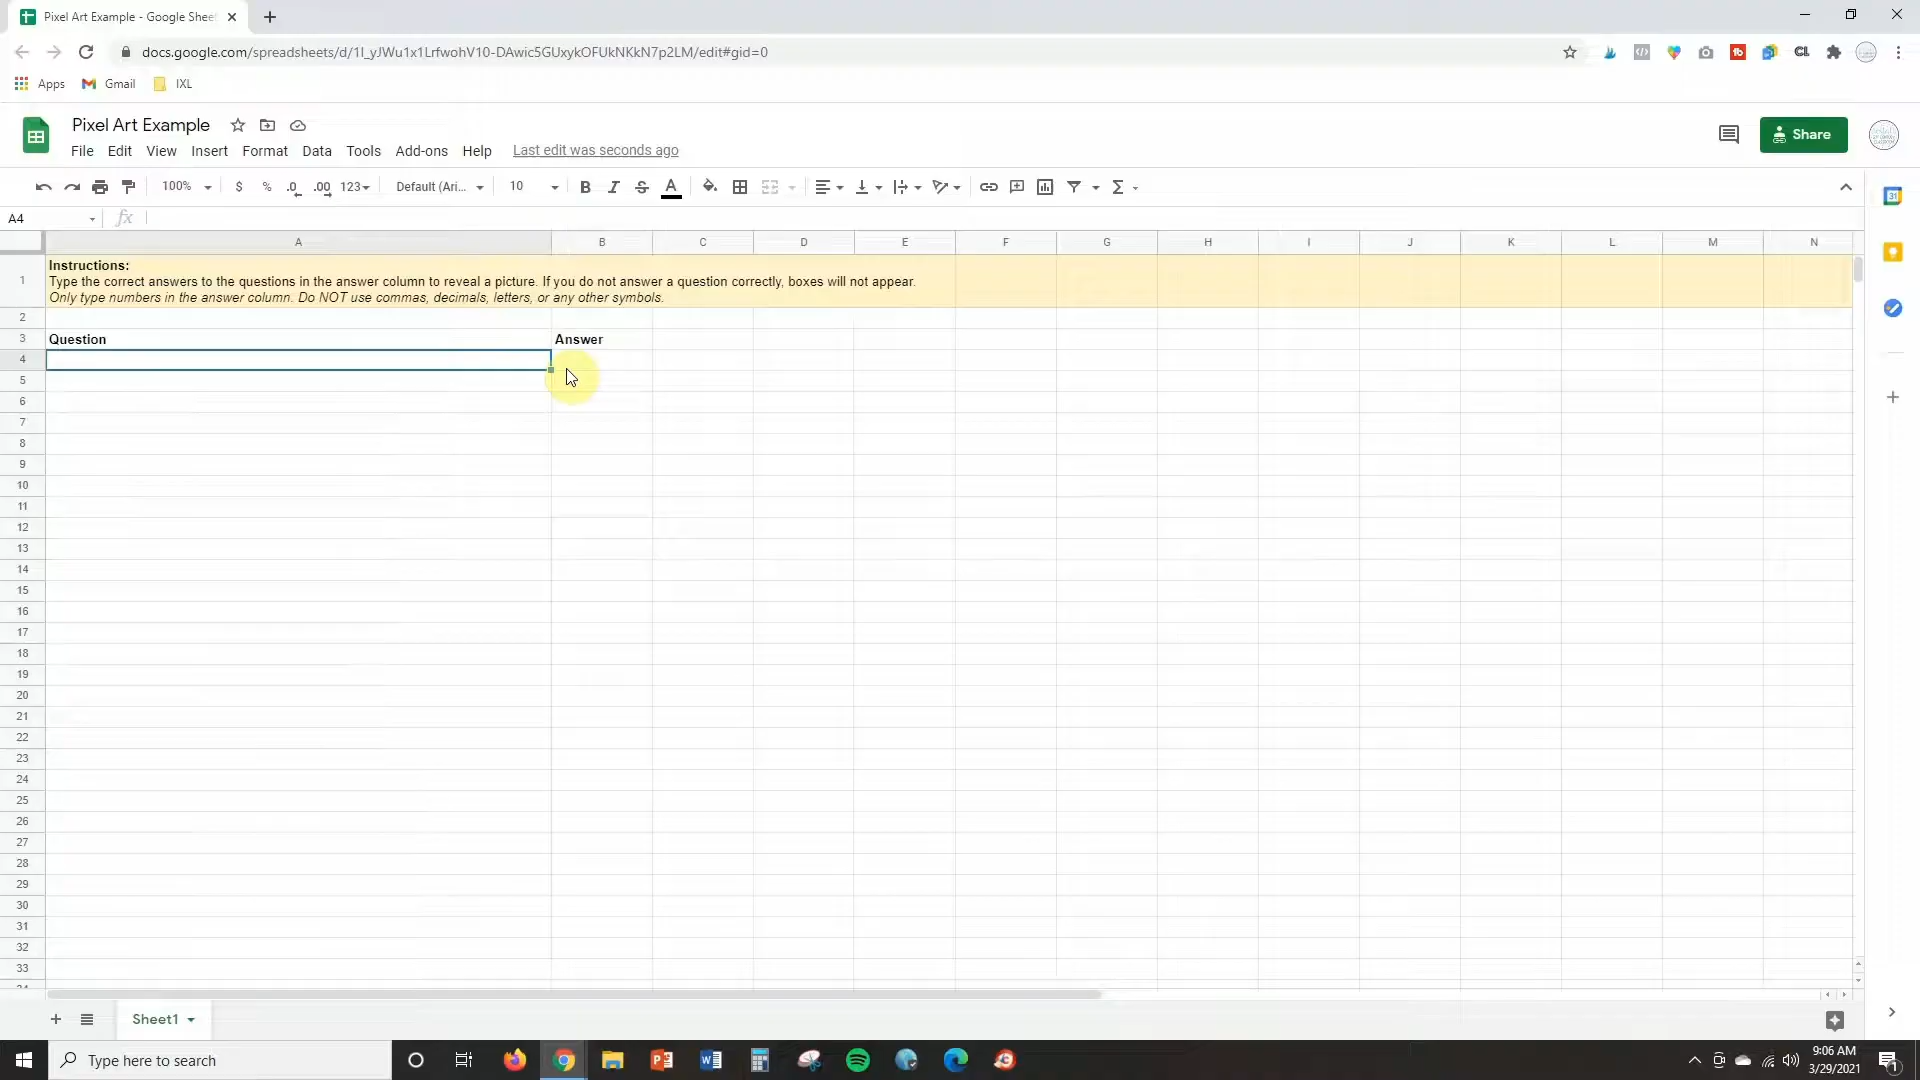 Pixel Art Example - Google Shee
docs.google.com/spreadsheets/d/1I_yJWu1x1LrfwohV10-DAwic5GUxykOFUkNKkN7p2LM/edit#gid=0
Apps Gmail IXL
Pixel Art Example
Share
File Edit View Insert Format Data Tools Add-ons Help Last edit was seconds ago
100% $ % .0 .00 123 Default (Ari... 10 B I S A
A4 fx
A B C D E F G H I J K L M N
1 Instructions:
Type the correct answers to the questions in the answer column to reveal a picture. If you do not answer a question correctly, boxes will not appear.
Only type numbers in the answer column. Do NOT use commas, decimals, letters, or any other symbols.
2
3 Question Answer
4
5
6
7
8
9
10
11
12
13
14
15
16
17
18
19
20
21
22
23
24
25
26
27
28
29
30
31
32
33
Sheet1
Type here to search
9:06 AM
3/29/2021